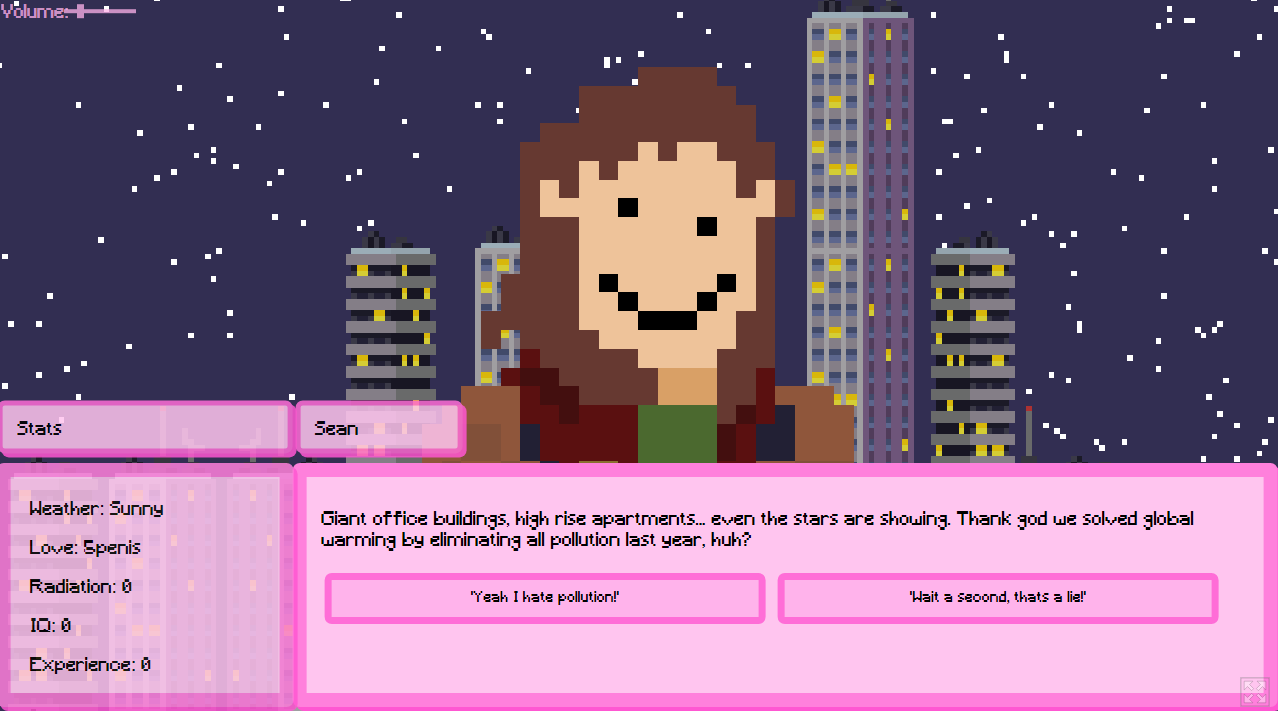 Volume:
Stats
Sean
Weather: Sunny
Love: Spenis
Radiation: 0
IQ: 0
Experience: 0
Giant office buildings, high rise apartments... even the stars are showing. Thank god we solved global
warming by eliminating all pollution last year, huh?
'Yeah I hate pollution!'
'Wait a second, thats a lie!'